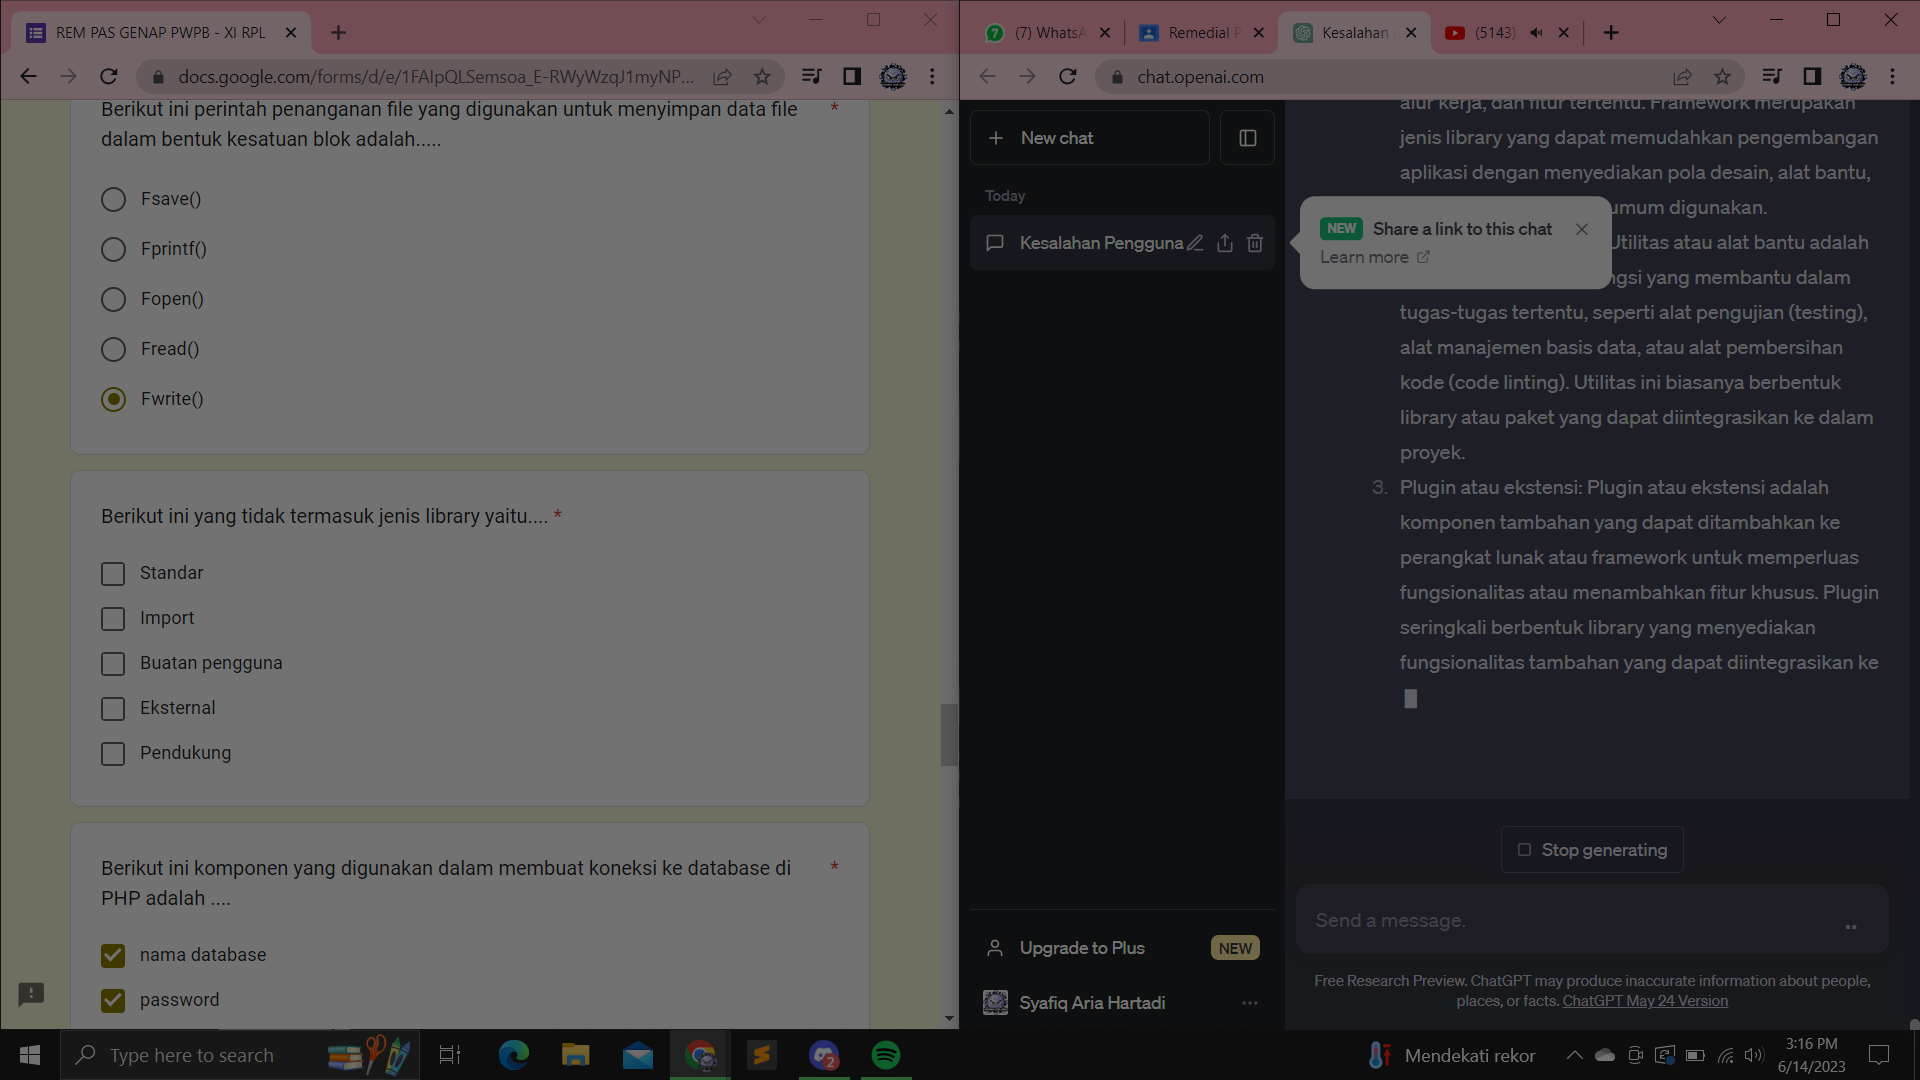 REM PAS GENAP PWPB - XI RPL
docs.google.com/forms/d/e/1FAIpQLSemsoa_E-RWyWzqJ1myNP...
Berikut ini perintah penanganan file yang digunakan untuk menyimpan data file *
dalam bentuk kesatuan blok adalah.....
Fsave()
Fprintf()
Fopen()
Fread()
Fwrite()
Berikut ini yang tidak termasuk jenis library yaitu.... *
Standar
Import
Buatan pengguna
Eksternal
Pendukung
Berikut ini komponen yang digunakan dalam membuat koneksi ke database di *
PHP adalah ....
nama database
password
7 (7) WhatsA
Remedial P
Kesalahan
(5143)
chat.openai.com
New chat
Today
Kesalahan Pengguna
Upgrade to Plus NEW
Syafiq Aria Hartadi
NEW Share a link to this chat
Learn more
alur kerja, dan fitur tertentu. Framework merupakan
jenis library yang dapat memudahkan pengembangan
aplikasi dengan menyediakan pola desain, alat bantu,
umum digunakan.
Utilitas atau alat bantu adalah
ngsi yang membantu dalam
tugas-tugas tertentu, seperti alat pengujian (testing),
alat manajemen basis data, atau alat pembersihan
kode (code linting). Utilitas ini biasanya berbentuk
library atau paket yang dapat diintegrasikan ke dalam
proyek.
3. Plugin atau ekstensi: Plugin atau ekstensi adalah
komponen tambahan yang dapat ditambahkan ke
perangkat lunak atau framework untuk memperluas
fungsionalitas atau menambahkan fitur khusus. Plugin
seringkali berbentuk library yang menyediakan
fungsionalitas tambahan yang dapat diintegrasikan ke
Stop generating
Send a message.
Free Research Preview. ChatGPT may produce inaccurate information about people,
places, or facts. ChatGPT May 24 Version
Type here to search
2
Mendekati rekor
3:16 PM
6/14/2023